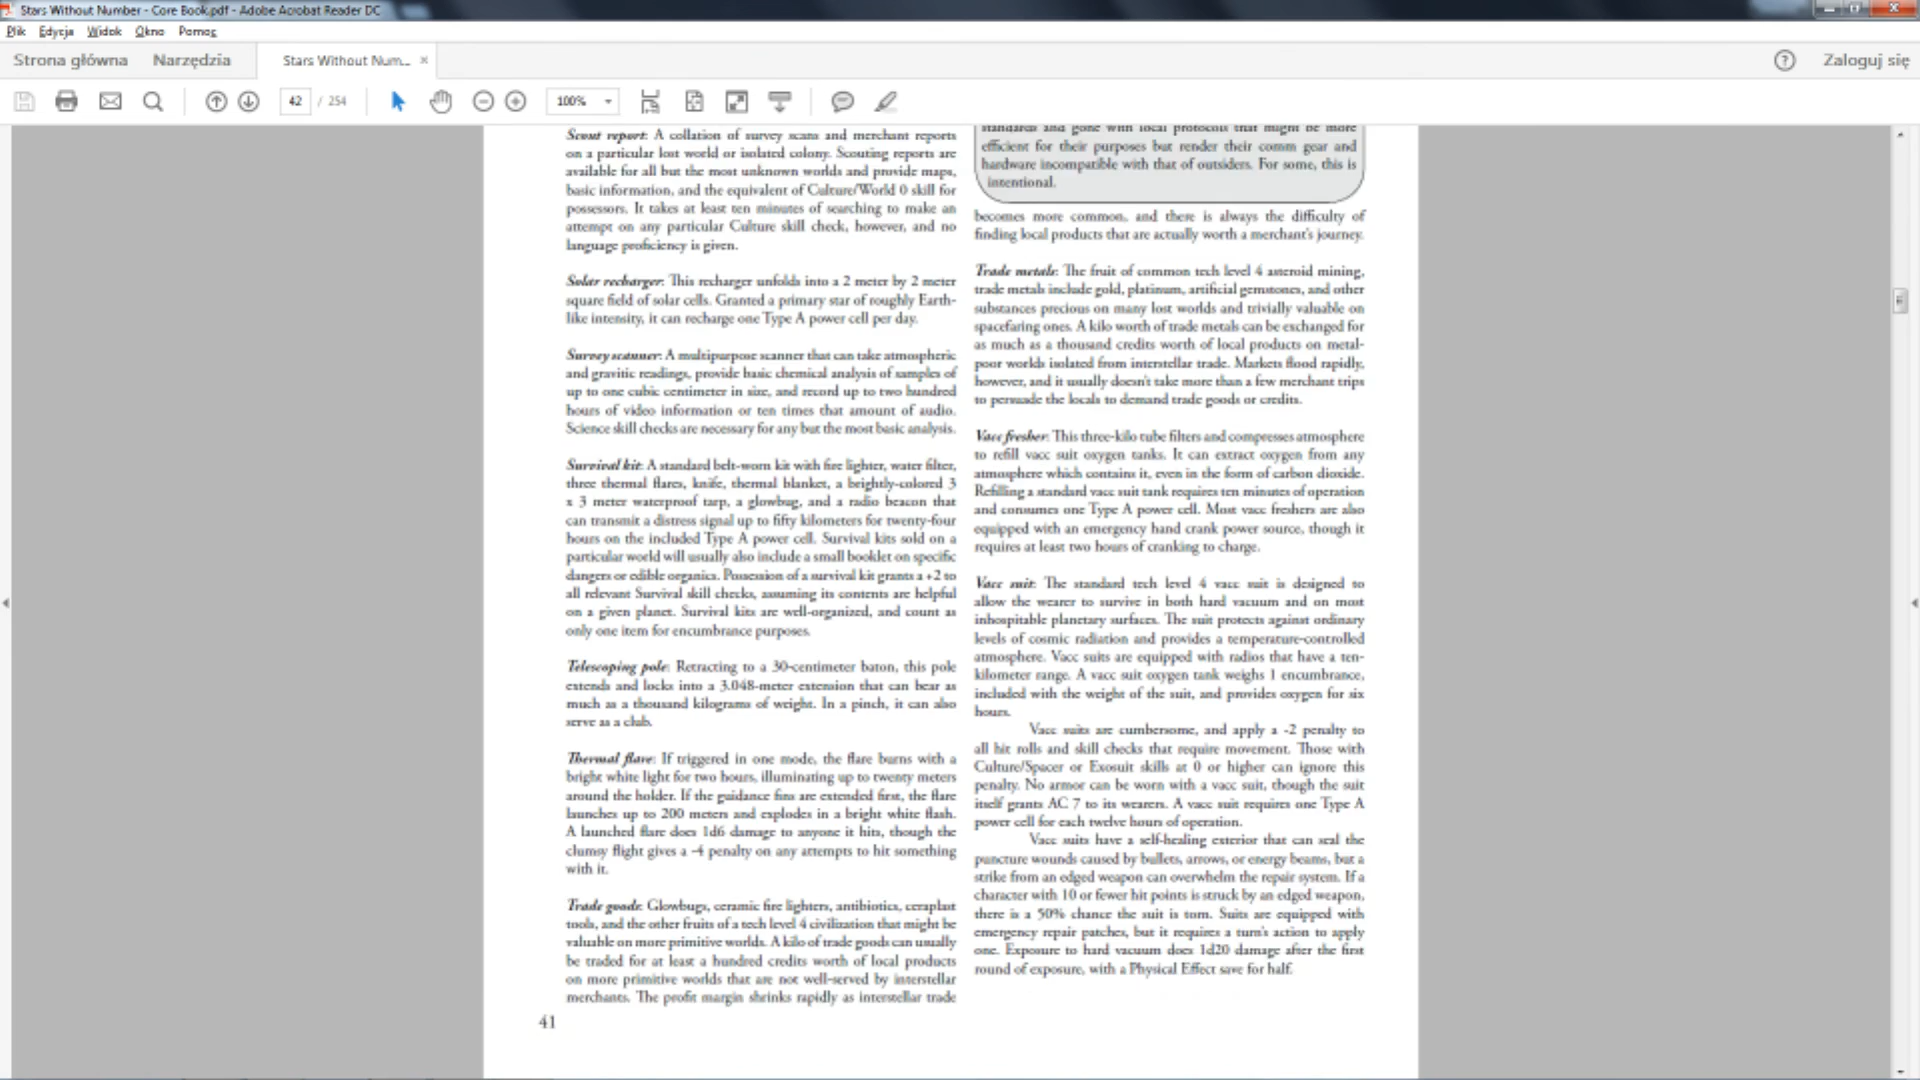 Stars Without Number - Core Book.pdf - Adobe Acrobat Reader DC
Plik Edycja Widok Okno Pomoc
Strona główna Narzędzia Stars Without Num... × Zaloguj się
42 / 254 100%
Scout report: A collation of survey scans and merchant reports
on a particular lost world or isolated colony. Scouting reports are
available for all but the most unknown worlds and provide maps,
basic information, and the equivalent of Culture/World 0 skill for
possessors. It takes at least ten minutes of searching to make an
attempt on any particular Culture skill check, however, and no
language proficiency is given.
Solar recharger: This recharger unfolds into a 2 meter by 2 meter
square field of solar cells. Granted a primary star of roughly Earth-
like intensity, it can recharge one Type A power cell per day.
Survey scanner: A multipurpose scanner that can take atmospheric
and gravitic readings, provide basic chemical analysis of samples of
up to one cubic centimeter in size, and record up to two hundred
hours of video information or ten times that amount of audio.
Science skill checks are necessary for any but the most basic analysis.
Survival kit: A standard belt-worn kit with fire lighter, water filter,
three thermal flares, knife, thermal blanket, a brightly-colored 3
x 3 meter waterproof tarp, a glowbug, and a radio beacon that
can transmit a distress signal up to fifty kilometers for twenty-four
hours on the included Type A power cell. Survival kits sold on a
particular world will usually also include a small booklet on specific
dangers or edible organics. Possession of a survival kit grants a +2 to
all relevant Survival skill checks, assuming its contents are helpful
on a given planet. Survival kits are well-organized, and count as
only one item for encumbrance purposes.
Telescoping pole: Retracting to a 30-centimeter baton, this pole
extends and locks into a 3.048-meter extension that can bear as
much as a thousand kilograms of weight. In a pinch, it can also
serve as a club.
Thermal flare: If triggered in one mode, the flare burns with a
bright white light for two hours, illuminating up to twenty meters
around the holder. If the guidance fins are extended first, the flare
launches up to 200 meters and explodes in a bright white flash.
A launched flare does 1d6 damage to anyone it hits, though the
clumsy flight gives a -4 penalty on any attempts to hit something
with it.
Trade goods: Glowbugs, ceramic fire lighters, antibiotics, ceraplast
tools, and the other fruits of a tech level 4 civilization that might be
valuable on more primitive worlds. A kilo of trade goods can usually
be traded for at least a hundred credits worth of local products
on more primitive worlds that are not well-served by interstellar
merchants. The profit margin shrinks rapidly as interstellar trade
41
standards and gone with local protocols that might be more
efficient for their purposes but render their comm gear and
hardware incompatible with that of outsiders. For some, this is
intentional.
becomes more common, and there is always the difficulty of
finding local products that are actually worth a merchant's journey.
Trade metals: The fruit of common tech level 4 asteroid mining,
trade metals include gold, platinum, artificial gemstones, and other
substances precious on many lost worlds and trivially valuable on
spacefaring ones. A kilo worth of trade metals can be exchanged for
as much as a thousand credits worth of local products on metal-
poor worlds isolated from interstellar trade. Markets flood rapidly,
however, and it usually doesn't take more than a few merchant trips
to persuade the locals to demand trade goods or credits.
Vacc fresher: This three-kilo tube filters and compresses atmosphere
to refill vacc suit oxygen tanks. It can extract oxygen from any
atmosphere which contains it, even in the form of carbon dioxide.
Refilling a standard vacc suit tank requires ten minutes of operation
and consumes one Type A power cell. Most vacc freshers are also
equipped with an emergency hand crank power source, though it
requires at least two hours of cranking to charge.
Vacc suit: The standard tech level 4 vacc suit is designed to
allow the wearer to survive in both hard vacuum and on most
inhospitable planetary surfaces. The suit protects against ordinary
levels of cosmic radiation and provides a temperature-controlled
atmosphere. Vacc suits are equipped with radios that have a ten-
kilometer range. A vacc suit oxygen tank weighs 1 encumbrance,
included with the weight of the suit, and provides oxygen for six
hours.
Vacc suits are cumbersome, and apply a -2 penalty to
all hit rolls and skill checks that require movement. Those with
Culture/Spacer or Exosuit skills at 0 or higher can ignore this
penalty. No armor can be worn with a vacc suit, though the suit
itself grants AC 7 to its wearers. A vacc suit requires one Type A
power cell for each twelve hours of operation.
Vacc suits have a self-healing exterior that can seal the
puncture wounds caused by bullets, arrows, or energy beams, but a
strike from an edged weapon can overwhelm the repair system. If a
character with 10 or fewer hit points is struck by an edged weapon,
there is a 50% chance the suit is torn. Suits are equipped with
emergency repair patches, but it requires a turn's action to apply
one. Exposure to hard vacuum does 1d20 damage after the first
round of exposure, with a Physical Effect save for half.